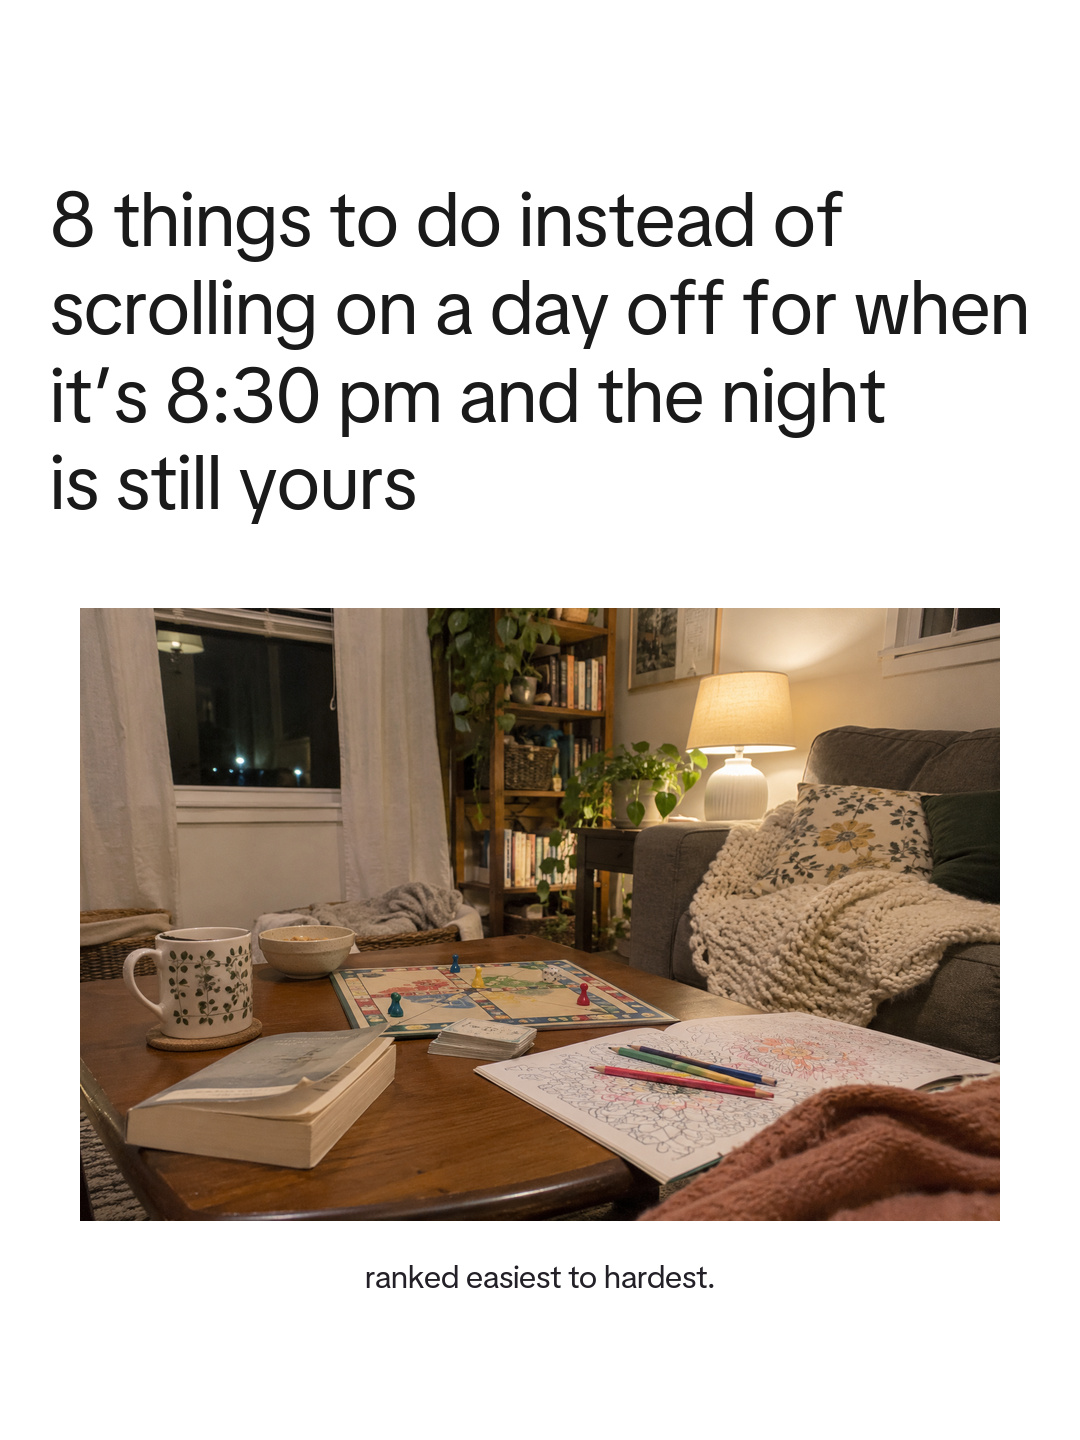 8 things to do instead of
scrolling on a day off for when
it’s 8:30 pm and the night
is still yours
ranked easiest to hardest.